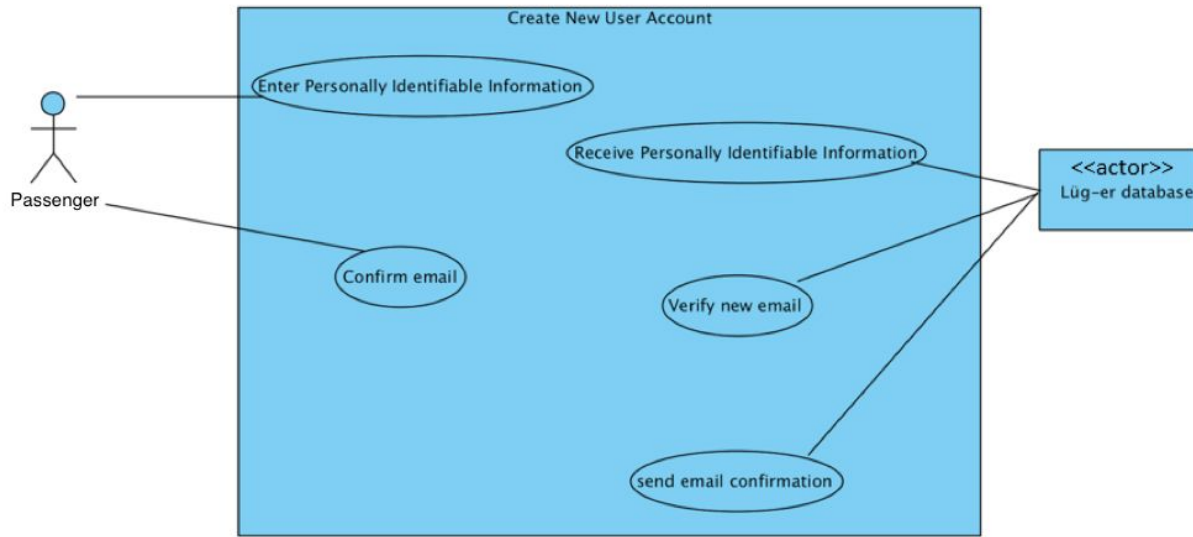 Create New User Account
Enter Personally Identifiable Information
Receive Personally Identifiable Information
<<actor>>
Lüg-er database
Passenger
Confirm email
Verify new email
send email confirmation